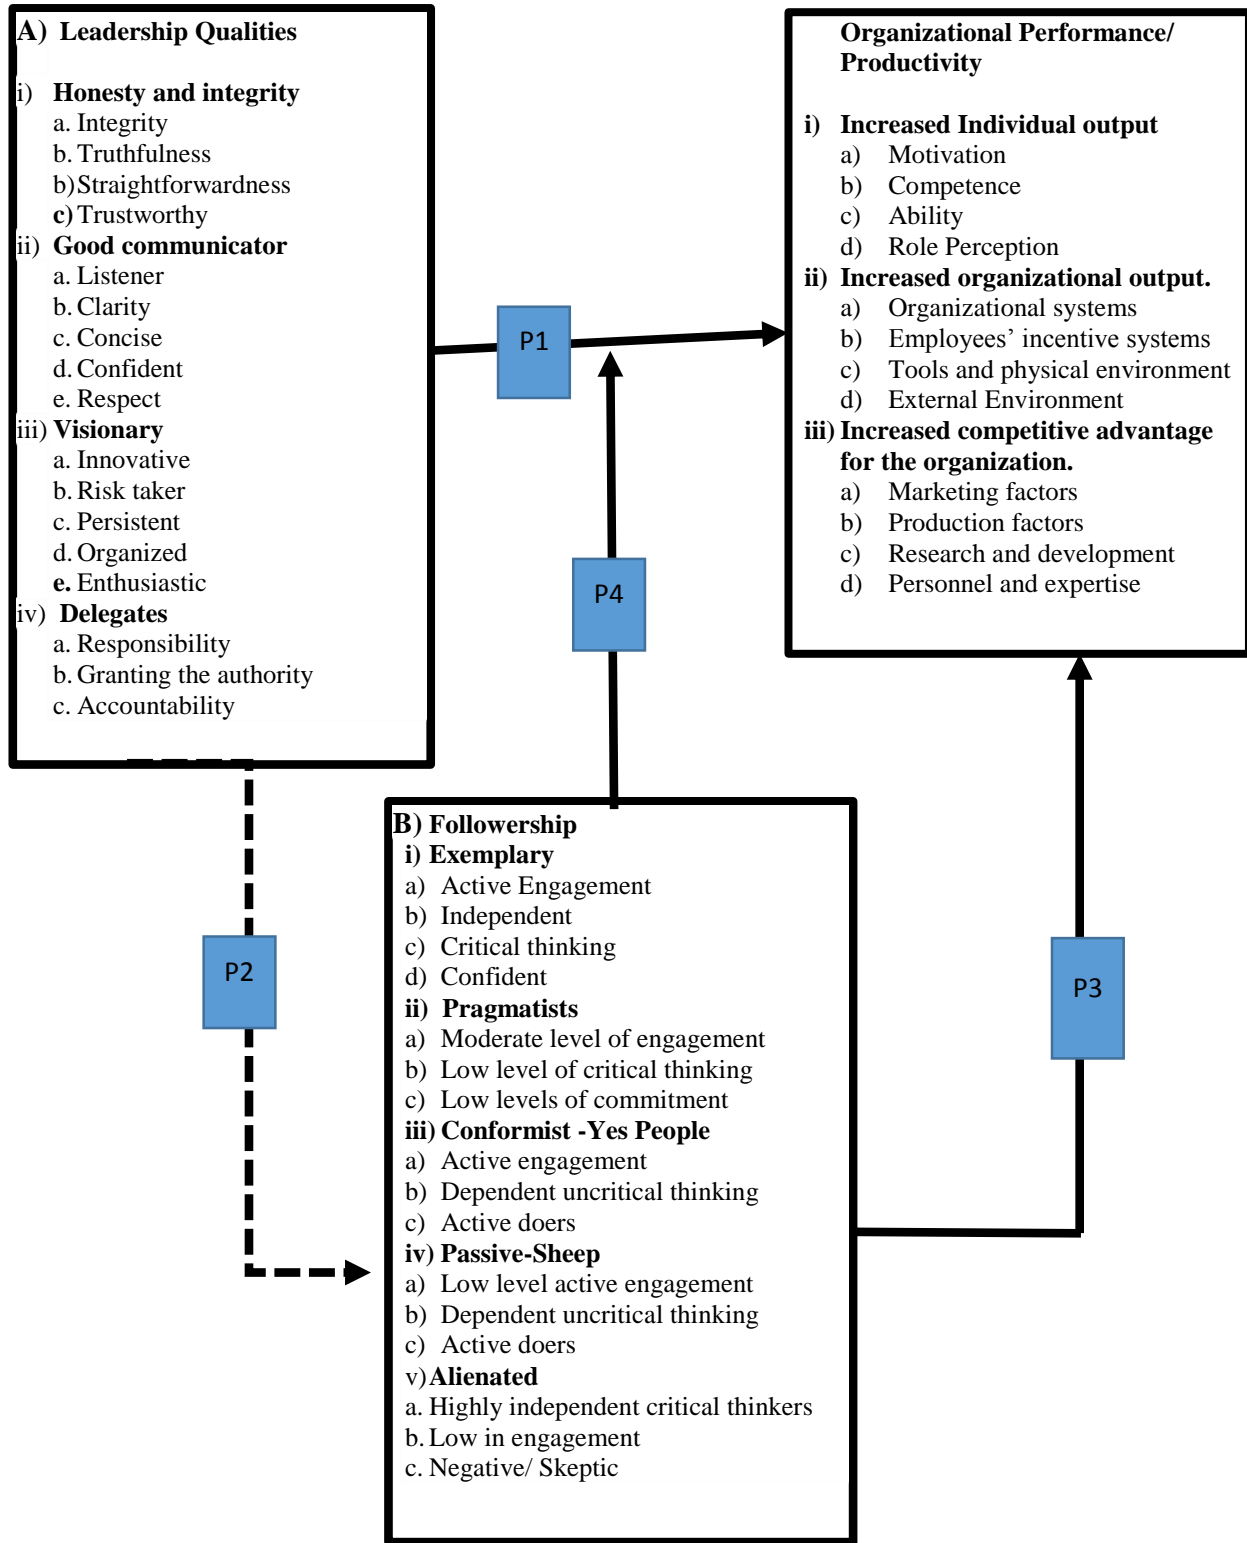 A) Leadership Qualities
i) Honesty and integrity
a. Integrity
b. Truthfulness
b)Straightforwardness
c) Trustworthy
ii) Good communicator
a. Listener
b. Clarity
c. Concise
d. Confident
e. Respect
iii) Visionary
a. Innovative
b. Risk taker
c. Persistent
d. Organized
e. Enthusiastic
iv) Delegates
a. Responsibility
b. Granting the authority
c. Accountability
P1
Organizational Performance/
Productivity
i) Increased Individual output
a) Motivation
b) Competence
c) Ability
d) Role Perception
ii) Increased organizational output.
a) Organizational systems
b) Employees’ incentive systems
c) Tools and physical environment
d) External Environment
iii) Increased competitive advantage
for the organization.
a) Marketing factors
b) Production factors
c) Research and development
d) Personnel and expertise
P4
P2
B) Followership
i) Exemplary
a) Active Engagement
b) Independent
c) Critical thinking
d) Confident
ii) Pragmatists
a) Moderate level of engagement
b) Low level of critical thinking
c) Low levels of commitment
iii) Conformist -Yes People
a) Active engagement
b) Dependent uncritical thinking
c) Active doers
iv) Passive-Sheep
a) Low level active engagement
b) Dependent uncritical thinking
c) Active doers
v) Alienated
a. Highly independent critical thinkers
b. Low in engagement
c. Negative/ Skeptic
P3